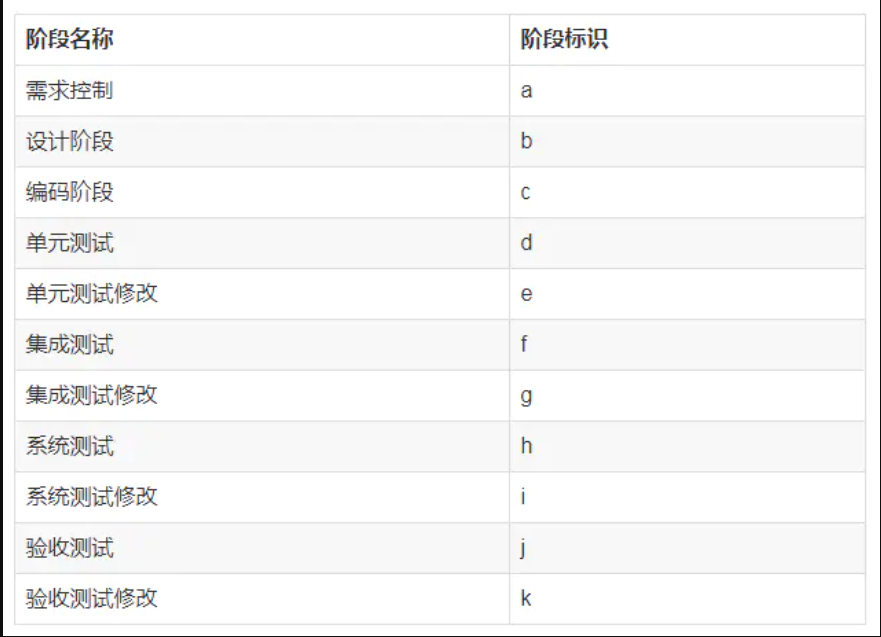 阶段名称 阶段标识
需求控制 a
设计阶段 b
编码阶段 c
单元测试 d
单元测试修改 e
集成测试 f
集成测试修改 g
系统测试 h
系统测试修改 i
验收测试 j
验收测试修改 k